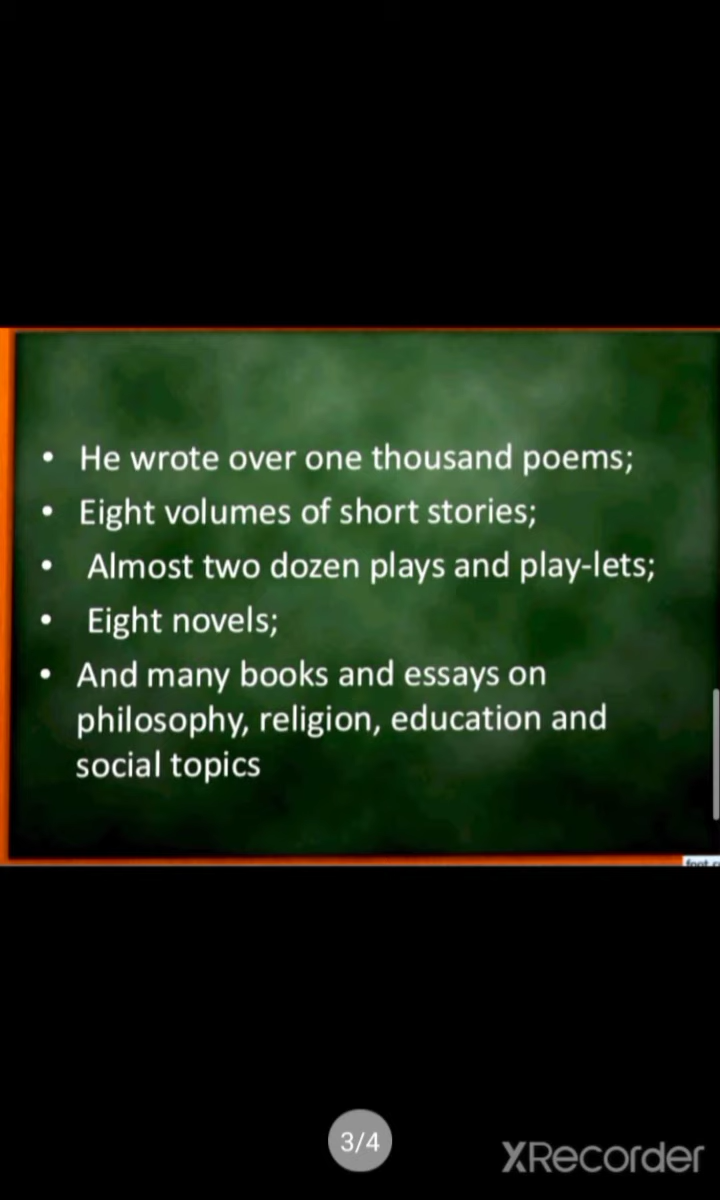 • He wrote over one thousand poems;
• Eight volumes of short stories;
• Almost two dozen plays and play-lets;
• Eight novels;
• And many books and essays on
philosophy, religion, education and
social topics
3/4
XRecorder